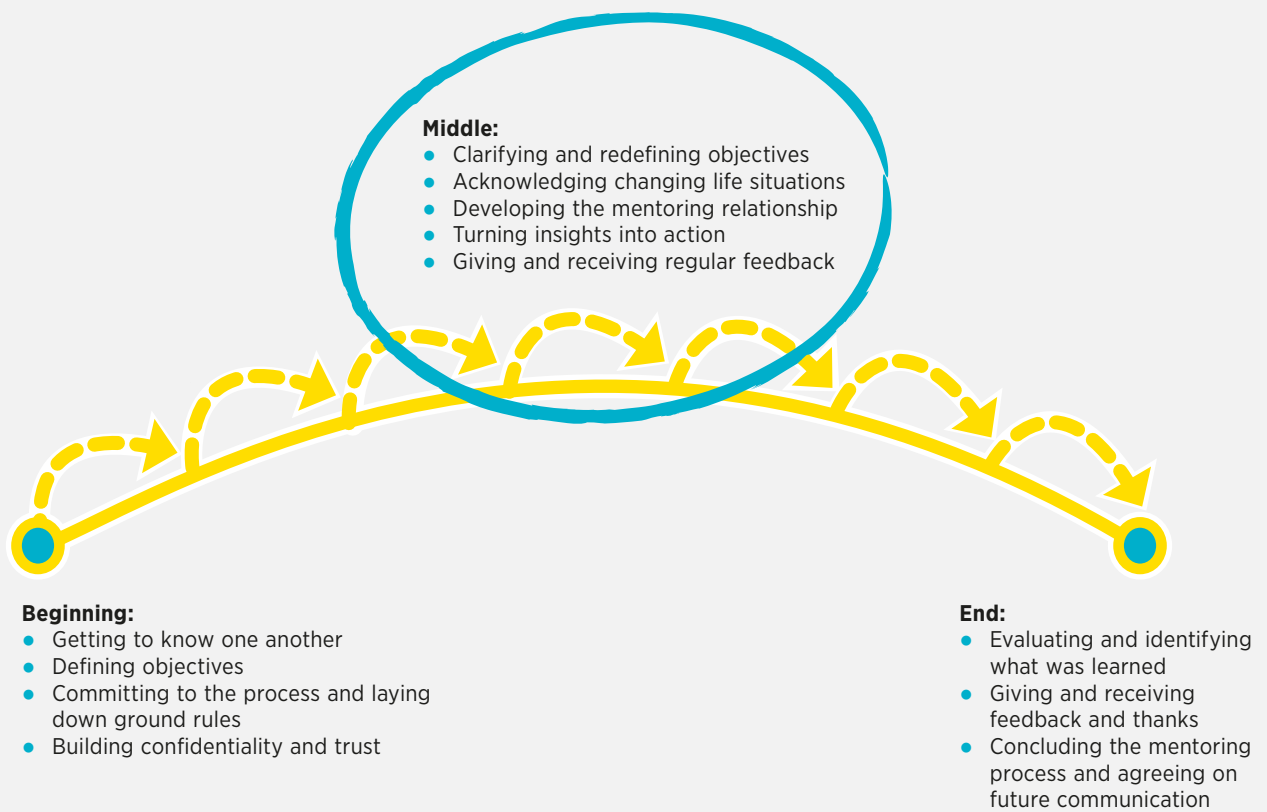 Middle:
● Clarifying and redefining objectives
● Acknowledging changing life situations
● Developing the mentoring relationship
● Turning insights into action
● Giving and receiving regular feedback
Beginning:
● Getting to know one another
● Defining objectives
● Committing to the process and laying
down ground rules
● Building confidentiality and trust
End:
● Evaluating and identifying
what was learned
● Giving and receiving
feedback and thanks
● Concluding the mentoring
process and agreeing on
future communication